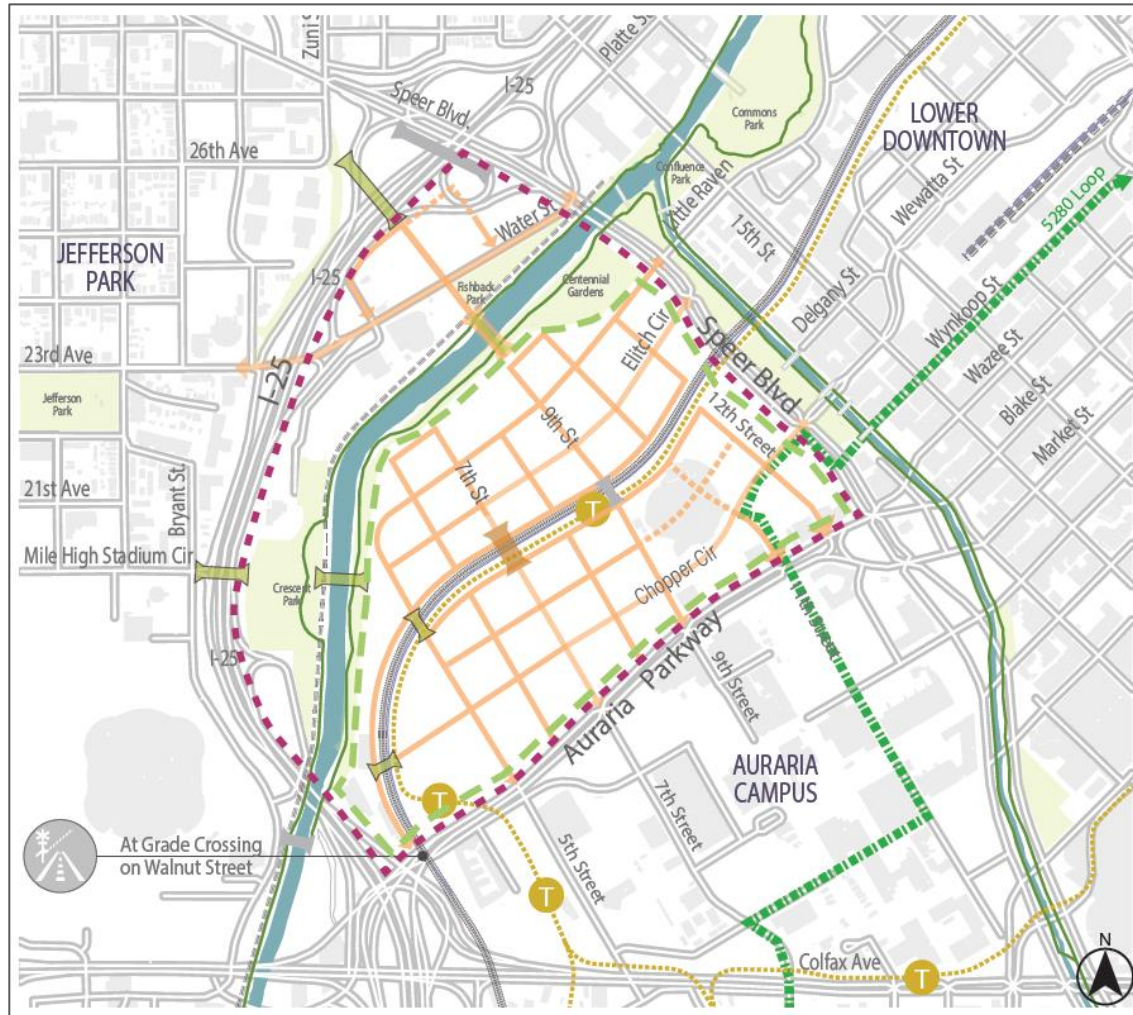 Zuni S
I-25
Speer Blvd.
I-25
Platte St
Commons
Park
LOWER
DOWNTOWN
26th Ave
Confluence
Park
Little Raven
Wewatta St
5280 Loop
15th St
Water St
JEFFERSON
PARK
I-25
Fishback
Park
Centennial
Gardens
Delgany St
Wynkoop St
Elitch Cir
Speer Blvd
Wazee St
23rd Ave
I-25
Blake St
Jefferson
Park
9th St
12th Street
Market St
7th St
21st Ave
Bryant St
T
Mile High Stadium Cir
Crescent
Park
Chopper Cir
I-25
Auraria Parkway
9th Street
AURARIA
CAMPUS
T
7th Street
At Grade Crossing
on Walnut Street
5th Street
T
Colfax Ave
T
N